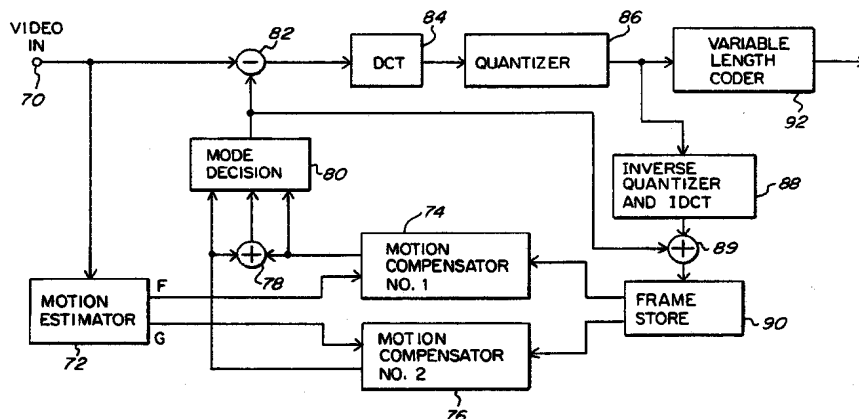 VIDEO
IN
70
82
84
DCT
86
QUANTIZER
VARIABLE
LENGTH
CODER
92
MODE
DECISION
80
INVERSE
QUANTIZER
AND IDCT
88
89
74
MOTION
COMPENSATOR
NO. 1
78
MOTION
ESTIMATOR
72
F
G
FRAME
STORE
90
MOTION
COMPENSATOR
NO. 2
76